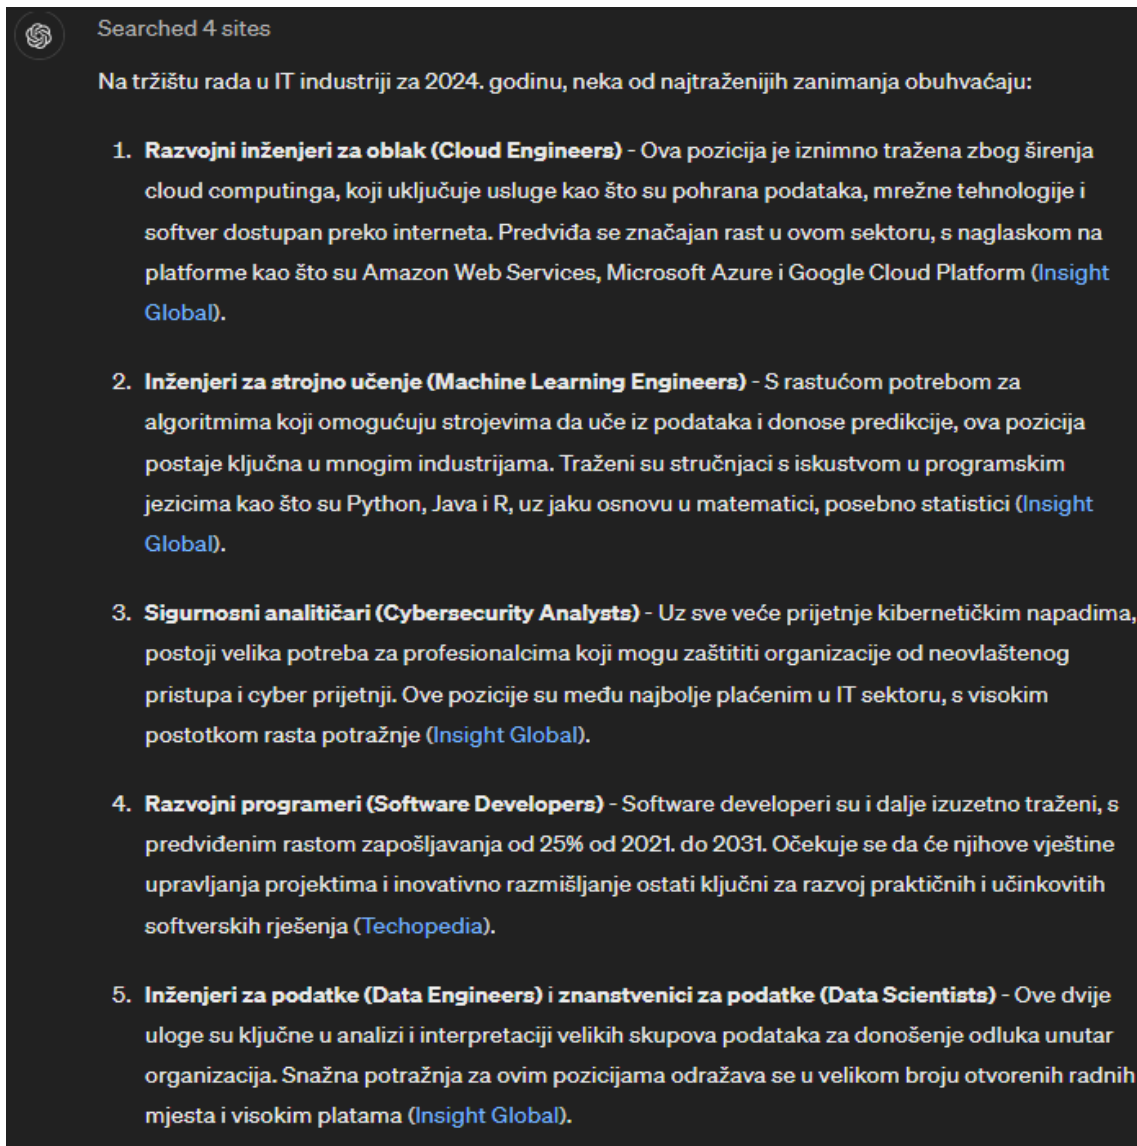 Searched 4 sites
Na tržištu rada u IT industriji za 2024. godinu, neka od najtraženijih zanimanja obuhvaćaju:
1. Razvojni inženjeri za oblak (Cloud Engineers) - Ova pozicija je iznimno tražena zbog širenja
cloud computinga, koji uključuje usluge kao što su pohrana podataka, mrežne tehnologije i
softver dostupan preko interneta. Predviđa se značajan rast u ovom sektoru, s naglaskom na
platforme kao što su Amazon Web Services, Microsoft Azure i Google Cloud Platform (Insight
Global).
2. Inženjeri za strojno učenje (Machine Learning Engineers) - S rastućom potrebom za
algoritmima koji omogućuju strojevima da uče iz podataka i donose predikcije, ova pozicija
postaje ključna u mnogim industrijama. Traženi su stručnjaci s iskustvom u programskim
jezicima kao što su Python, Java i R, uz jaku osnovu u matematici, posebno statistici (Insight
Global).
3. Sigurnosni analitičari (Cybersecurity Analysts) - Uz sve veće prijetnje kibernetičkim napadima,
postoji velika potreba za profesionalcima koji mogu zaštititi organizacije od neovlaštenog
pristupa i cyber prijetnji. Ove pozicije su među najbolje plaćenim u IT sektoru, s visokim
postotkom rasta potražnje (Insight Global).
4. Razvojni programeri (Software Developers) - Software developeri su i dalje izuzetno traženi, s
predviđenim rastom zapošljavanja od 25% od 2021. do 2031. Očekuje se da će njihove vještine
upravljanja projektima i inovativno razmišljanje ostati ključni za razvoj praktičnih i učinkovitih
softverskih rješenja (Techopedia).
5. Inženjeri za podatke (Data Engineers) i znanstvenici za podatke (Data Scientists) - Ove dvije
uloge su ključne u analizi i interpretaciji velikih skupova podataka za donošenje odluka unutar
organizacija. Snažna potražnja za ovim pozicijama odražava se u velikom broju otvorenih radnih
mjesta i visokim platama (Insight Global).